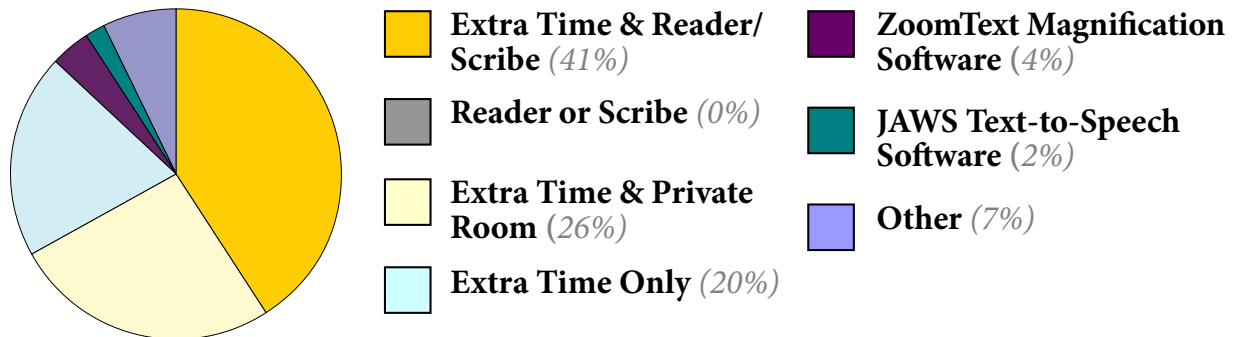 Extra Time & Reader/
Scribe (41%)
Reader or Scribe (0%)
Extra Time & Private
Room (26%)
Extra Time Only (20%)
ZoomText Magnification
Software (4%)
JAWS Text-to-Speech
Software (2%)
Other (7%)